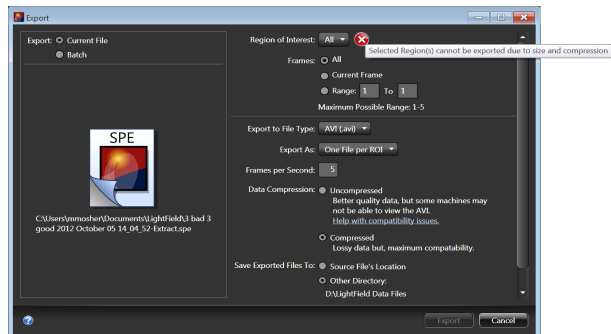 Export
Export: Current File
Batch
SPE
C:\Users\mmosher\Documents\LightField\3 bad 3
good 2012 October 05 14_04_52-Extract.spe
Region of Interest: All
Selected Region(s) cannot be exported due to size and compression
Frames: All
Current Frame
Range: 1 To 1
Maximum Possible Range: 1-5
Export to File Type: AVI (.avi)
Export As: One File per ROI
Frames per Second: 5
Data Compression: Uncompressed
Better quality data, but some machines may
not be able to view the AVI.
Help with compatibility issues.
Compressed
Lossy data but, maximum compatability.
Save Exported Files To: Source File's Location
Other Directory:
D:\LightField Data Files
Export Cancel